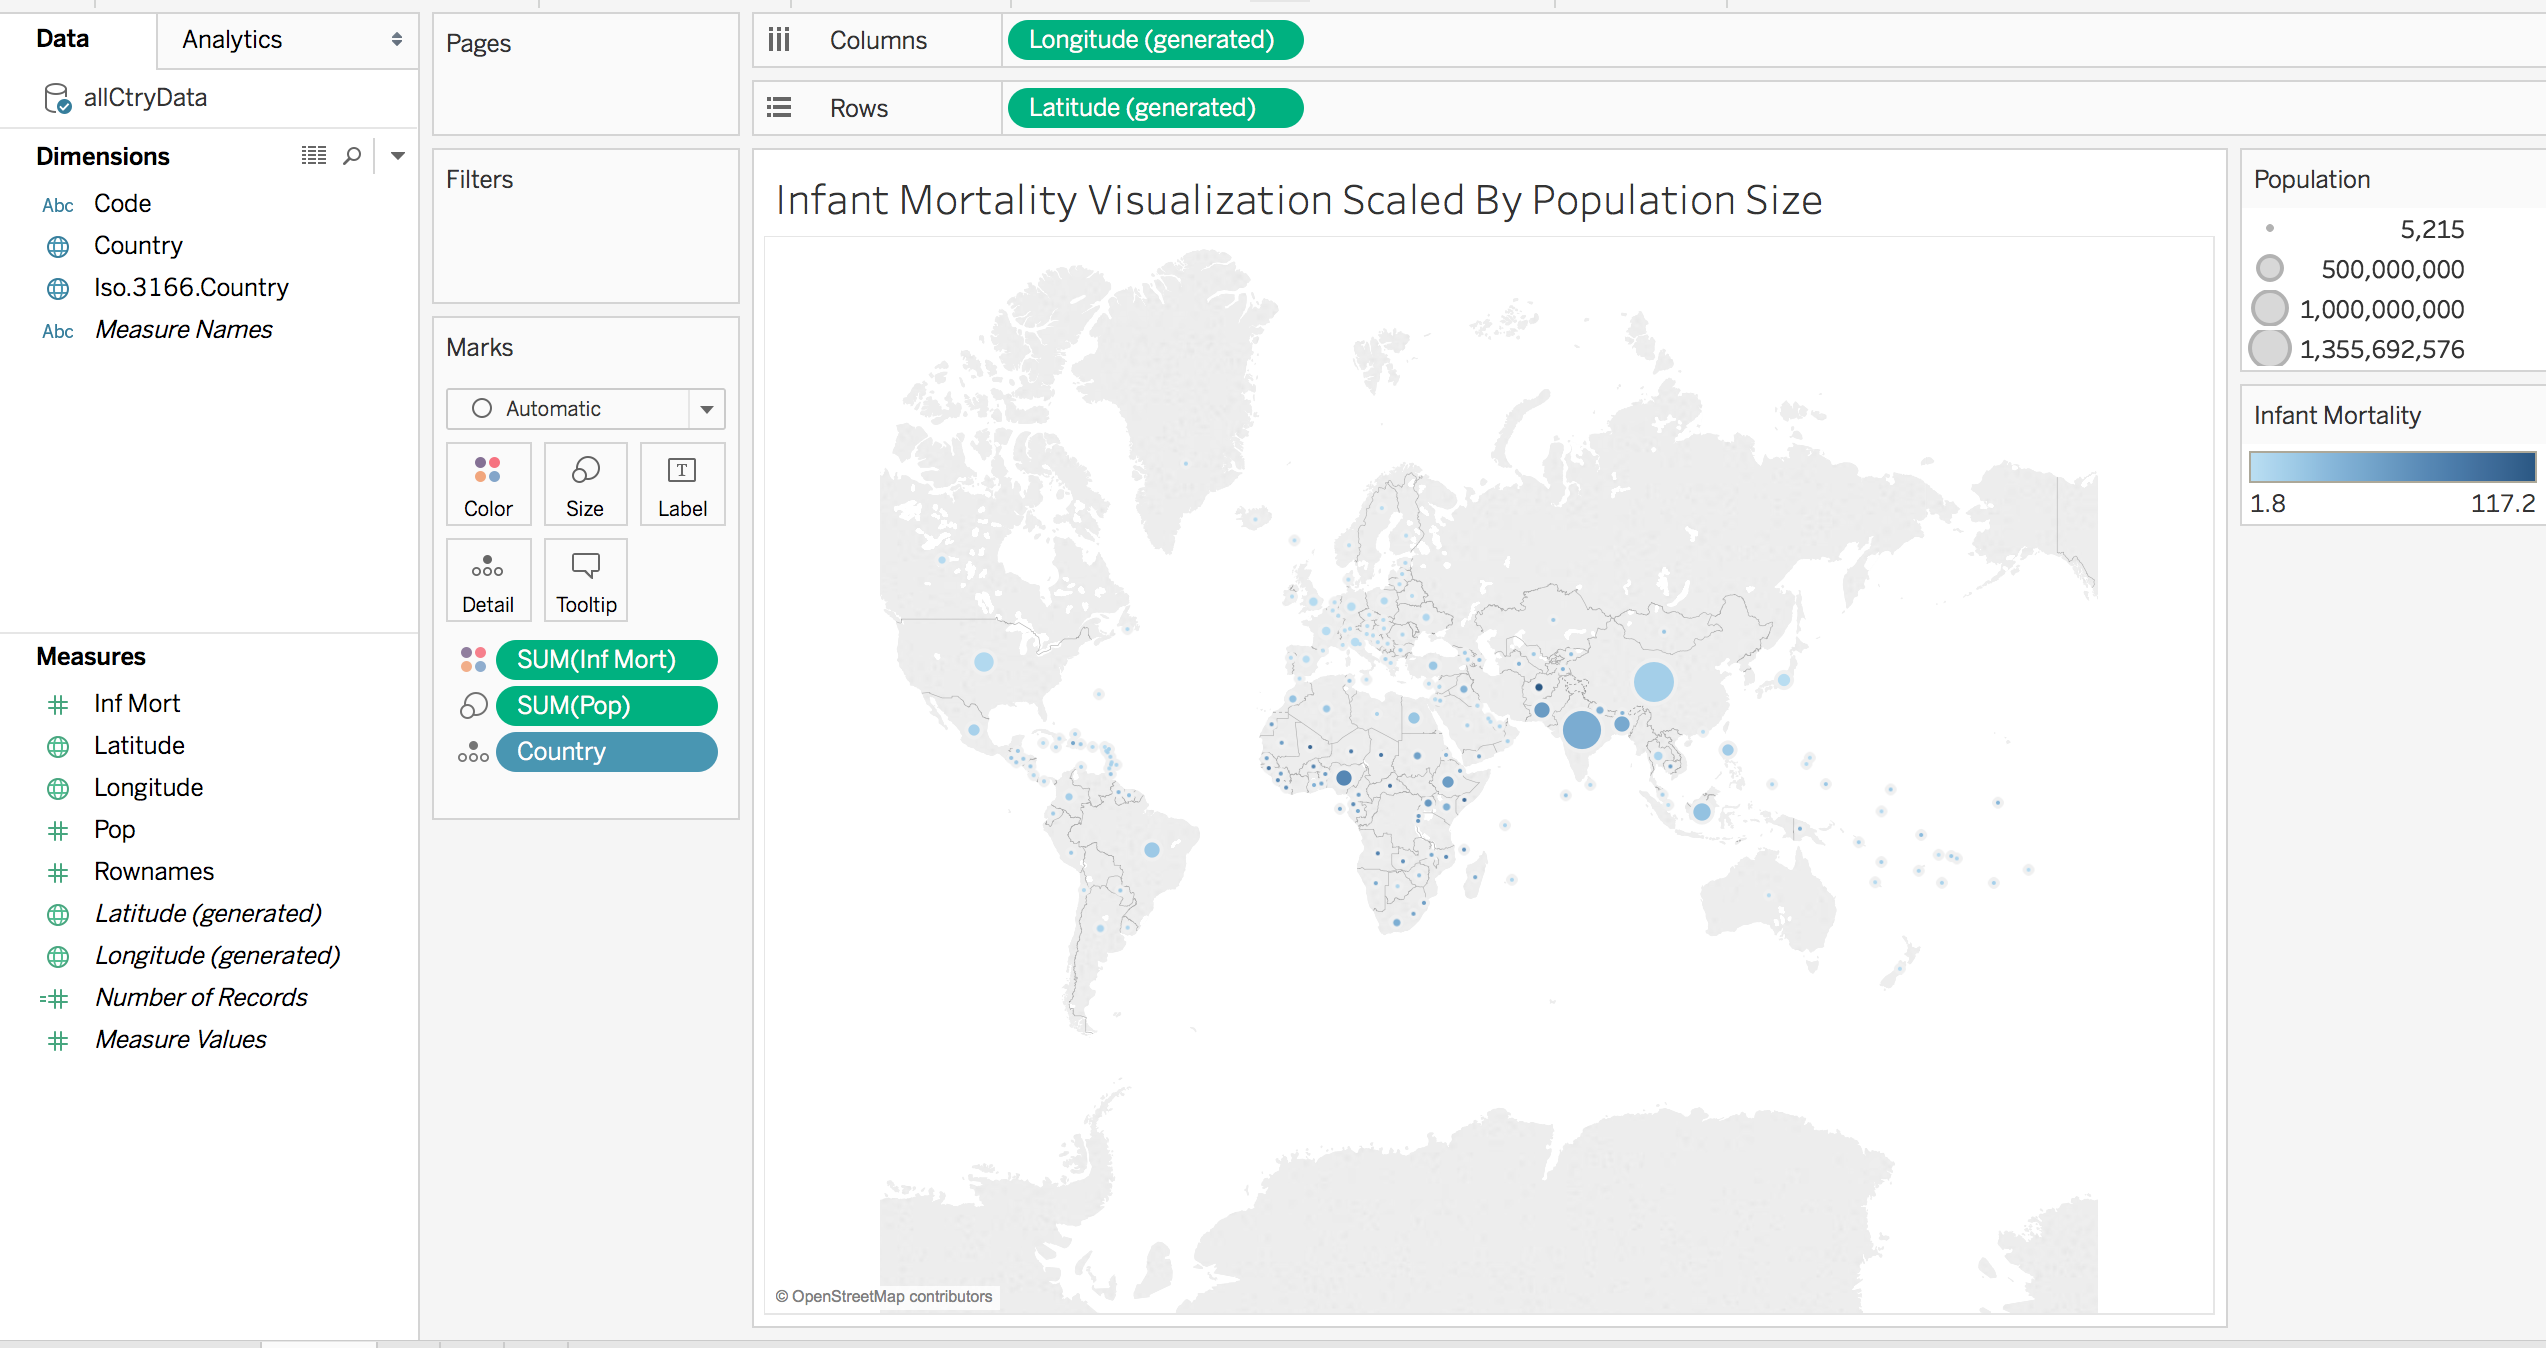 Data
Analytics
allCtryData
Dimensions
Abc Code
Country
Iso.3166.Country
Abc Measure Names
Measures
Inf Mort
Latitude
Longitude
Pop
Rownames
Latitude (generated)
Longitude (generated)
Number of Records
Measure Values
Pages
Filters
Marks
Automatic
Color
Size
T
Label
Detail
Tooltip
SUM(Inf Mort)
SUM(Pop)
Country
Columns
Longitude (generated)
Rows
Latitude (generated)
Infant Mortality Visualization Scaled By Population Size
© OpenStreetMap contributors
Population
5,215
500,000,000
1,000,000,000
1,355,692,576
Infant Mortality
1.8 117.2